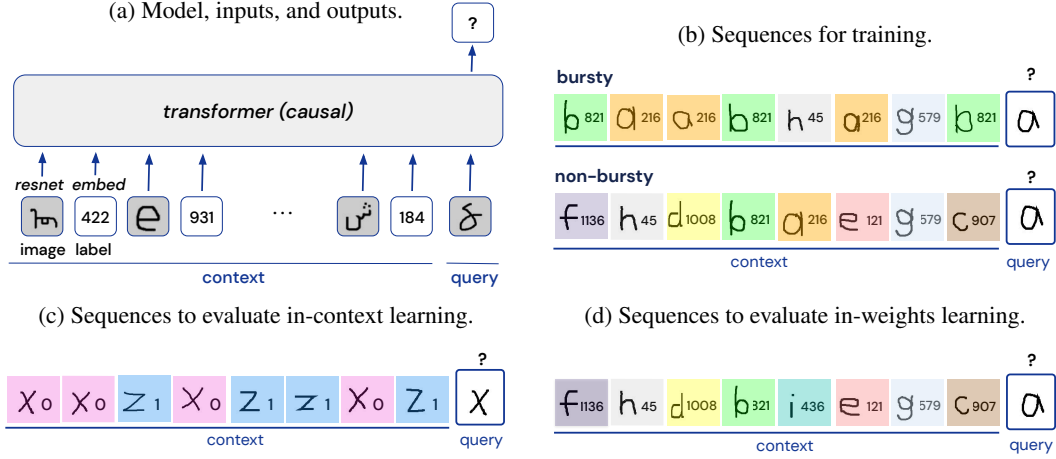 (a) Model, inputs, and outputs.
?
transformer (causal)
resnet embed
422 e 931 ... 184 δ
image label
context query
(b) Sequences for training.
bursty ?
b 821 a 216 a 216 b 821 h 45 a 216 g 579 b 821 a
non-bursty ?
f 1136 h 45 d 1008 b 821 a 216 e 121 g 579 c 907 a
context query
(c) Sequences to evaluate in-context learning.
?
x 0 x 0 z 1 x 0 z 1 z 1 x 0 z 1 x
context query
(d) Sequences to evaluate in-weights learning.
?
f 1136 h 45 d 1008 b 821 i 436 e 121 g 579 c 907 a
context query